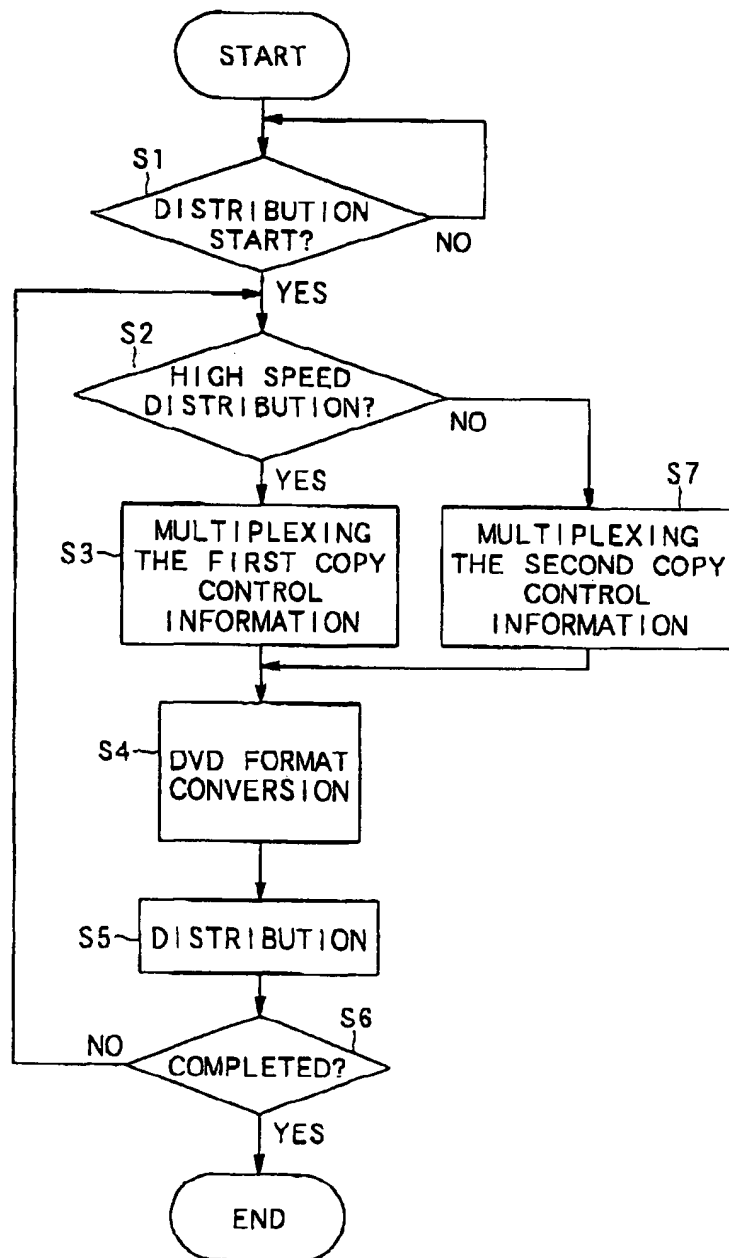 START
S1
DISTRIBUTION
START?
NO
YES
S2
HIGH SPEED
DISTRIBUTION?
NO
YES
S7
S3
MULTIPLEXING
THE FIRST COPY
CONTROL
INFORMATION
MULTIPLEXING
THE SECOND COPY
CONTROL
INFORMATION
S4
DVD FORMAT
CONVERSION
S5
DISTRIBUTION
S6
NO
COMPLETED?
YES
END